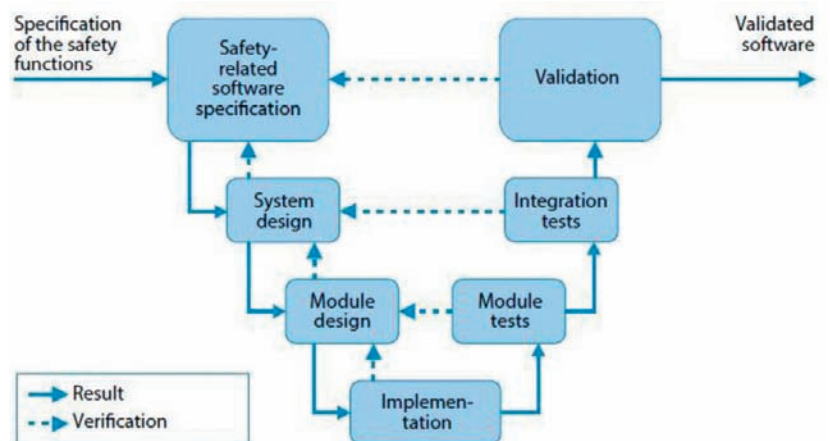 Specification
of the safety
functions
Safety-
related
software
specification
Validation
Validated
software
System
design
Integration
tests
Module
design
Module
tests
Implemen-
tation
Result
Verification